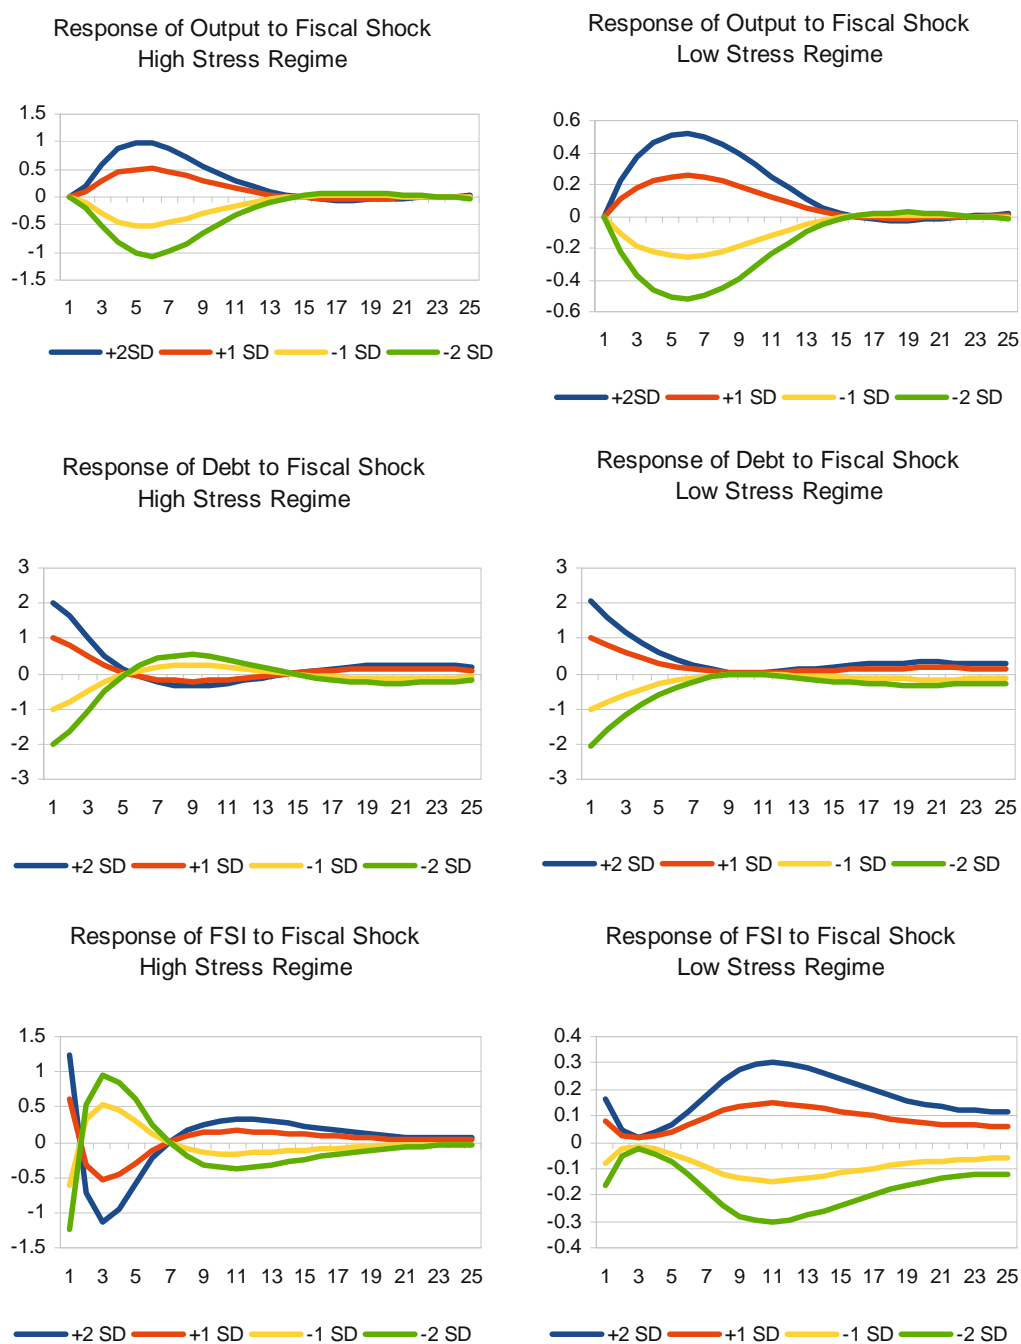 Response of Output to Fiscal Shock
High Stress Regime
1.5
1
0.5
0
-0.5
-1
-1.5
1 3 5 7 9 11 13 15 17 19 21 23 25
+2SD +1 SD -1 SD -2 SD
Response of Output to Fiscal Shock
Low Stress Regime
0.6
0.4
0.2
0
-0.2
-0.4
-0.6
1 3 5 7 9 11 13 15 17 19 21 23 25
+2SD +1 SD -1 SD -2 SD
Response of Debt to Fiscal Shock
High Stress Regime
3
2
1
0
-1
-2
-3
1 3 5 7 9 11 13 15 17 19 21 23 25
+2 SD +1 SD -1 SD -2 SD
Response of Debt to Fiscal Shock
Low Stress Regime
3
2
1
0
-1
-2
-3
1 3 5 7 9 11 13 15 17 19 21 23 25
+2 SD +1 SD -1 SD -2 SD
Response of FSI to Fiscal Shock
High Stress Regime
1.5
1
0.5
0
-0.5
-1
-1.5
1 3 5 7 9 11 13 15 17 19 21 23 25
+2 SD +1 SD -1 SD -2 SD
Response of FSI to Fiscal Shock
Low Stress Regime
0.4
0.3
0.2
0.1
0
-0.1
-0.2
-0.3
-0.4
1 3 5 7 9 11 13 15 17 19 21 23 25
+2 SD +1 SD -1 SD -2 SD